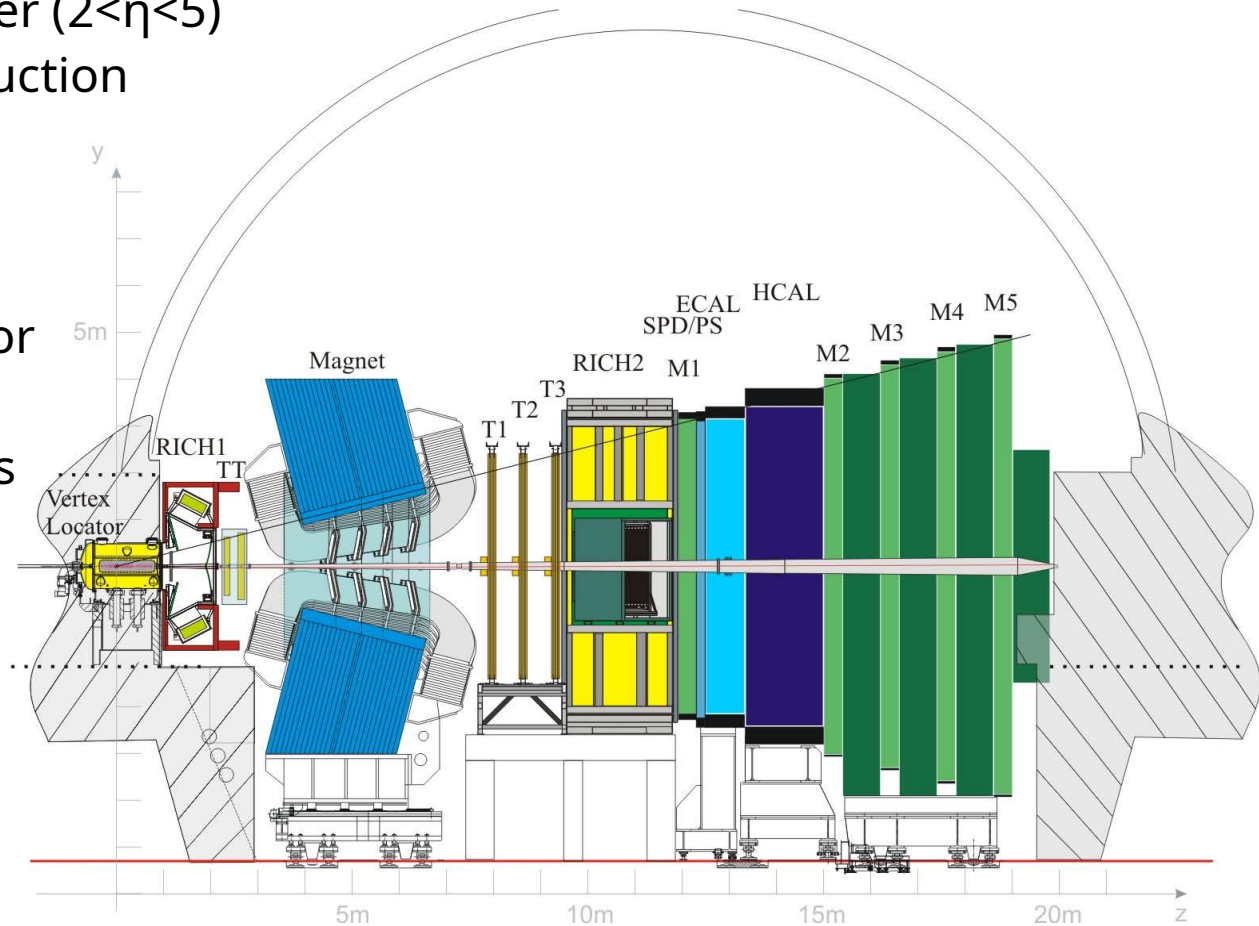 er (2<η<5)
uction
y
5m
or
s
ECAL
HCAL
SPD/PS
M5
M4
M3
M2
Magnet
RICH2
M1
T3
T2
T1
RICH1
TT
Vertex
Locator
5m
10m
15m
20m
z